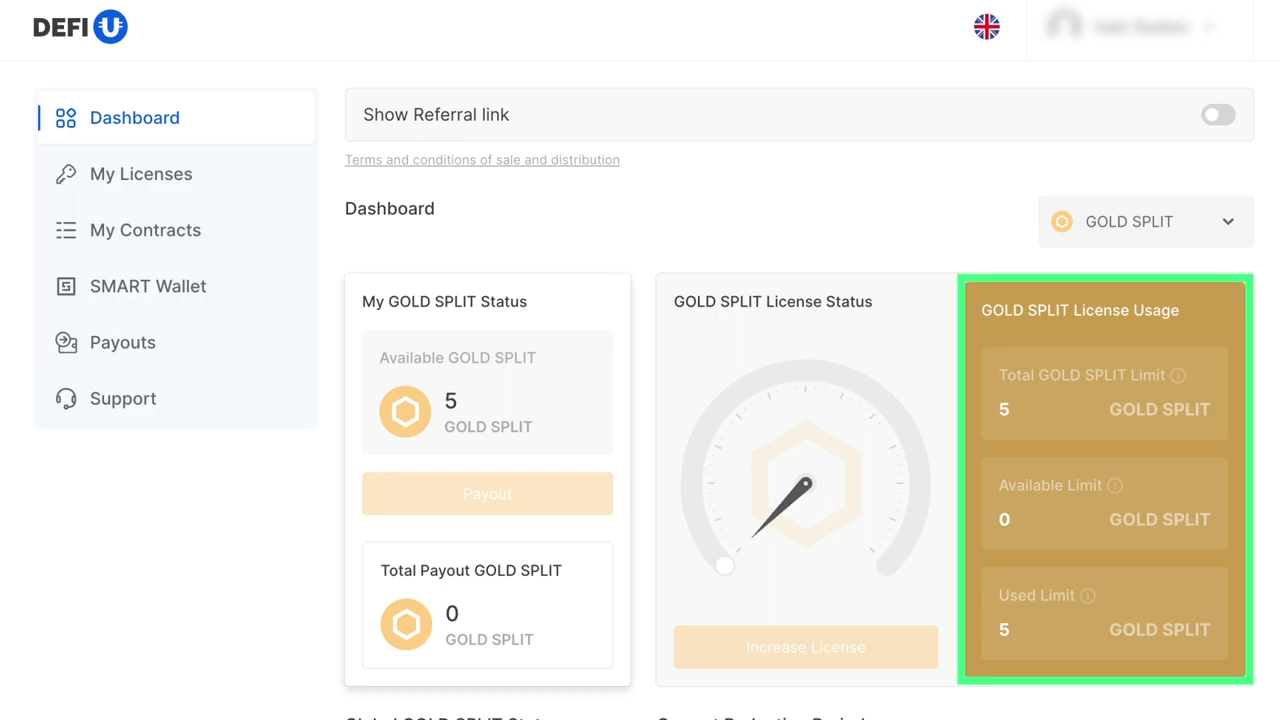 DEFI U
Show Referral link
Terms and conditions of sale and distribution
Dashboard
My Licenses
My Contracts
SMART Wallet
Payouts
Support
Dashboard
GOLD SPLIT
My GOLD SPLIT Status
Available GOLD SPLIT
5
GOLD SPLIT
Payout
Total Payout GOLD SPLIT
0
GOLD SPLIT
GOLD SPLIT License Status
Increase License
GOLD SPLIT License Usage
Total GOLD SPLIT Limit
5 GOLD SPLIT
Available Limit
0 GOLD SPLIT
Used Limit
5 GOLD SPLIT